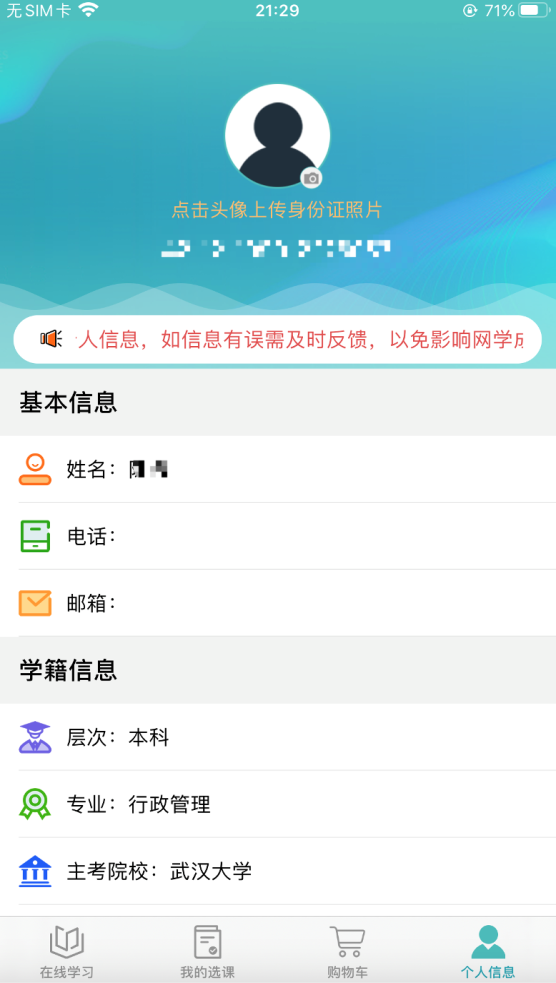 无SIM卡 21:29 71%
点击头像上传身份证照片
人信息，如信息有误需及时反馈，以免影响网学
基本信息
姓名：
电话：
邮箱：
学籍信息
层次：本科
专业：行政管理
主考院校：武汉大学
在线学习 我的选课 购物车 个人信息